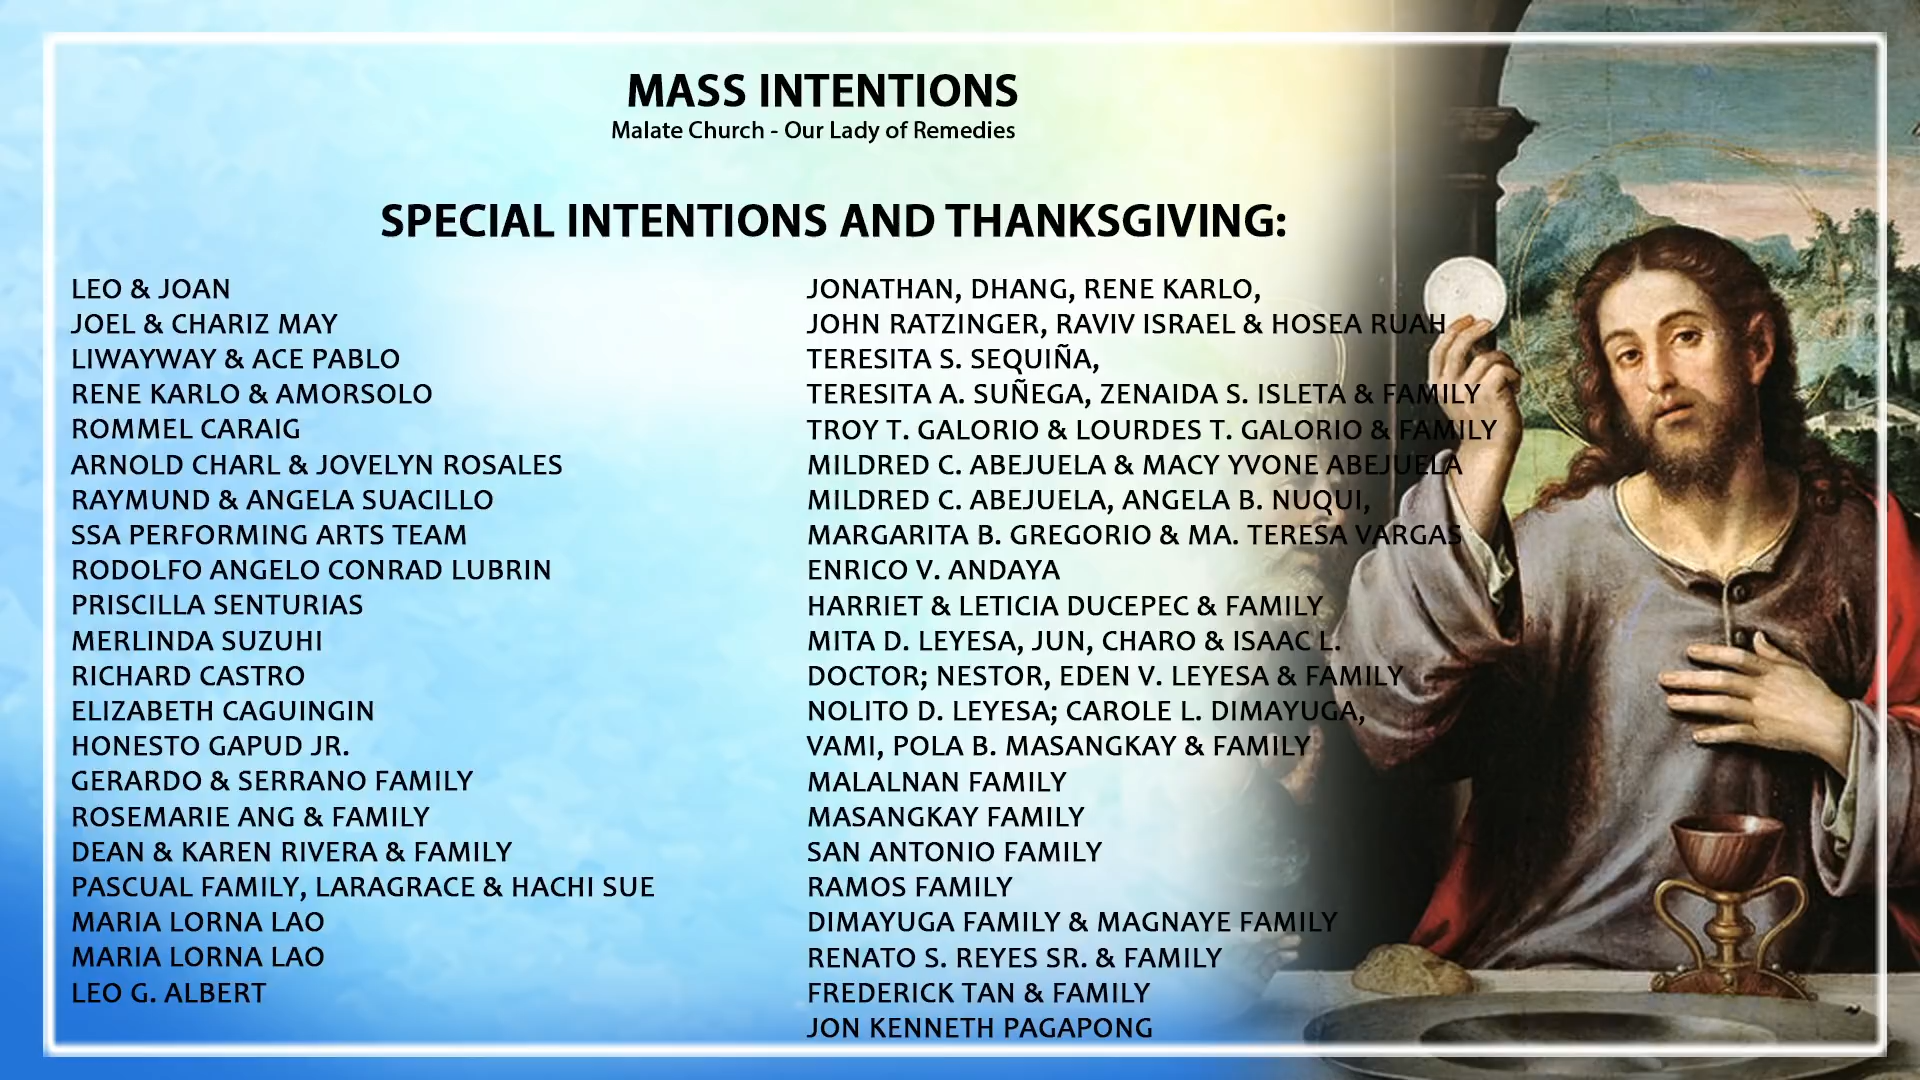 MASS INTENTIONS
Malate Church - Our Lady of Remedies
SPECIAL INTENTIONS AND THANKSGIVING:
LEO & JOAN
JOEL & CHARIZ MAY
LIWAYWAY & ACE PABLO
RENE KARLO & AMORSOLO
ROMMEL CARAIG
ARNOLD CHARL & JOVELYN ROSALES
RAYMUND & ANGELA SUACILLO
SSA PERFORMING ARTS TEAM
RODOLFO ANGELO CONRAD LUBRIN
PRISCILLA SENTURIAS
MERLINDA SUZUHI
RICHARD CASTRO
ELIZABETH CAGUINGIN
HONESTO GAPUD JR.
GERARDO & SERRANO FAMILY
ROSEMARIE ANG & FAMILY
DEAN & KAREN RIVERA & FAMILY
PASCUAL FAMILY, LARAGRACE & HACHI SUE
MARIA LORNA LAO
MARIA LORNA LAO
LEO G. ALBERT
JONATHAN, DHANG, RENE KARLO,
JOHN RATZINGER, RAVIV ISRAEL & HOSEA RUAH
TERESITA S. SEQUIÑA,
TERESITA A. SUÑEGA, ZENAIDA S. ISLETA & FAMILY
TROY T. GALORIO & LOURDES T. GALORIO & FAMILY
MILDRED C. ABEJUELA & MACY YVONE ABEJUELA
MILDRED C. ABEJUELA, ANGELA B. NUQUI,
MARGARITA B. GREGORIO & MA. TERESA VARGAS
ENRICO V. ANDAYA
HARRIET & LETICIA DUCEPEC & FAMILY
MITA D. LEYESA, JUN, CHARO & ISAAC L.
DOCTOR; NESTOR, EDEN V. LEYESA & FAMILY
NOLITO D. LEYESA; CAROLE L. DIMAYUGA,
VAMI, POLA B. MASANGKAY & FAMILY
MALALNAN FAMILY
MASANGKAY FAMILY
SAN ANTONIO FAMILY
RAMOS FAMILY
DIMAYUGA FAMILY & MAGNAYE FAMILY
RENATO S. REYES SR. & FAMILY
FREDERICK TAN & FAMILY
JON KENNETH PAGAPONG